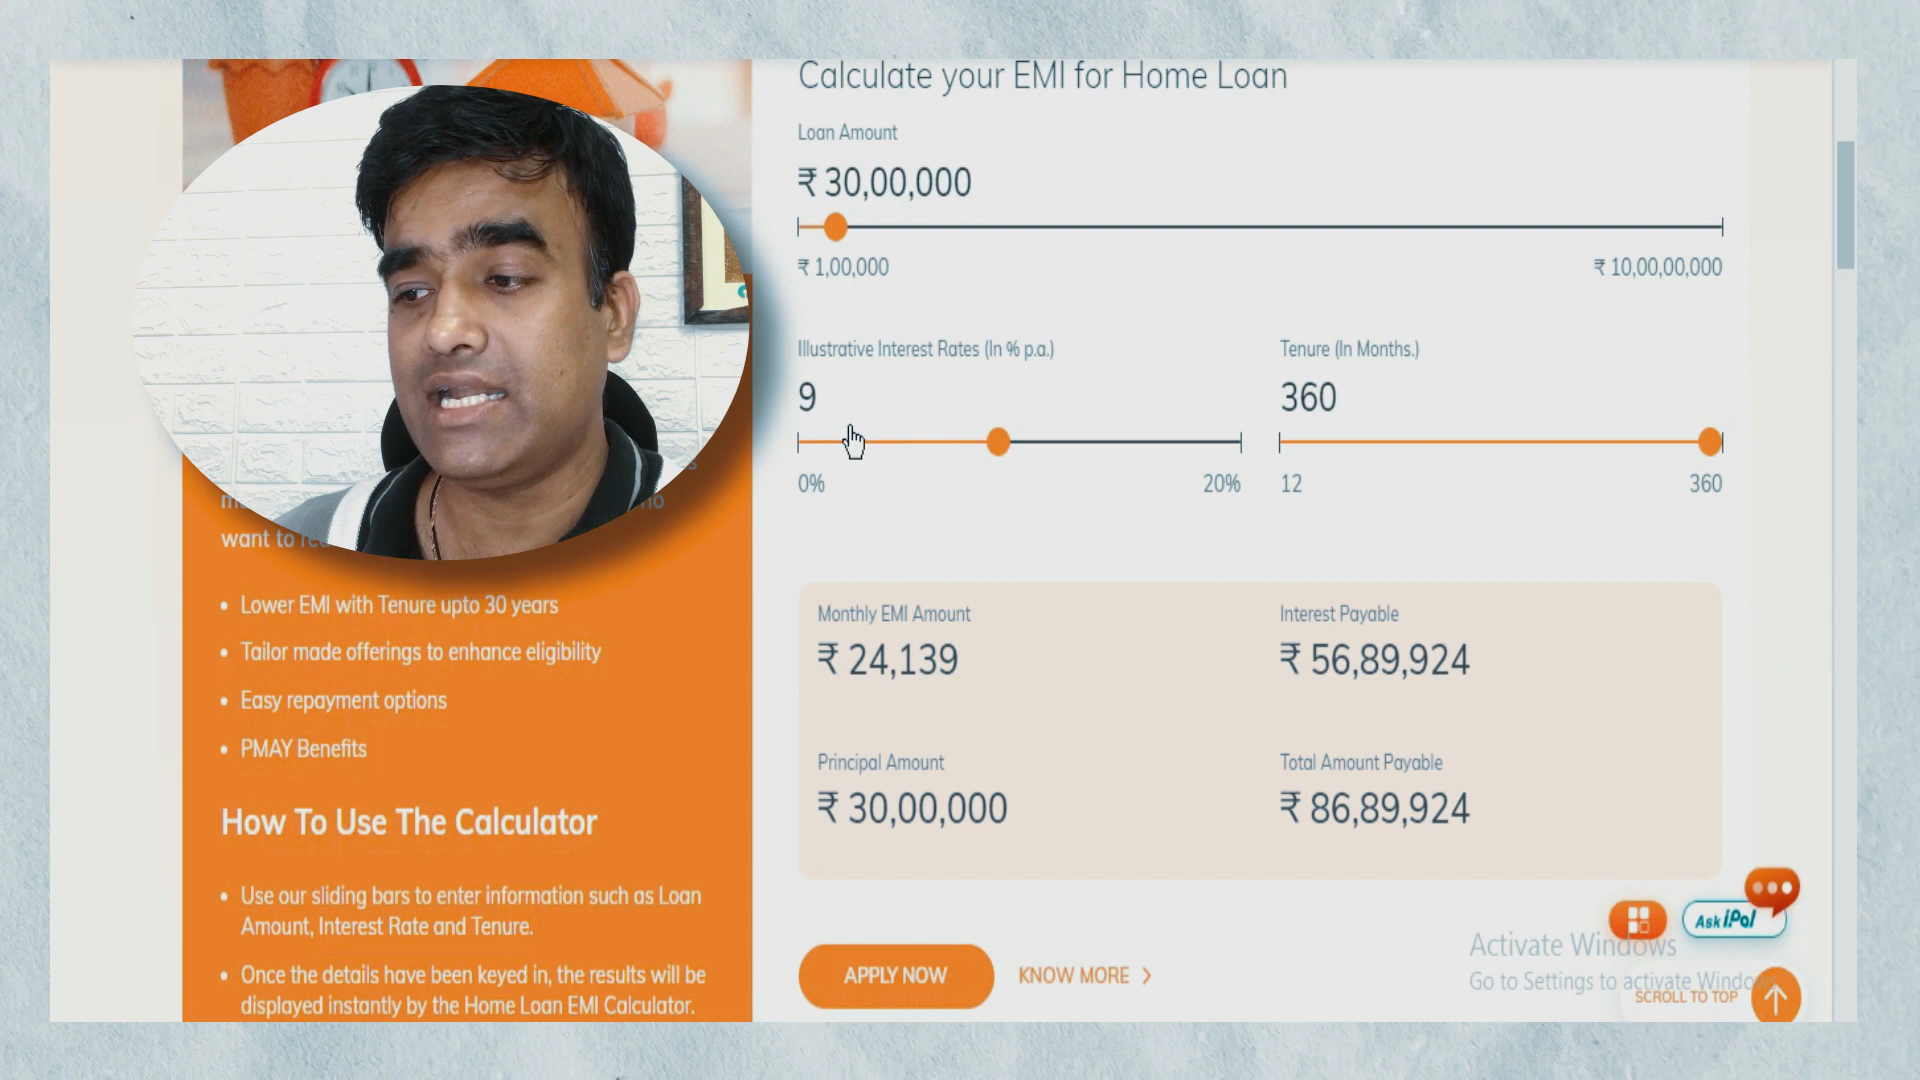 Calculate your EMI for Home Loan
Loan Amount
₹ 30,00,000
₹ 1,00,000
₹ 10,00,00,000
Illustrative Interest Rates (In % p.a.)
Tenure (In Months.)
9
360
0%
20%
12
360
want to
Lower EMI with Tenure upto 30 years
Tailor made offerings to enhance eligibility
Easy repayment options
PMAY Benefits
How To Use The Calculator
Use our sliding bars to enter information such as Loan
Amount, Interest Rate and Tenure.
Once the details have been keyed in, the results will be
displayed instantly by the Home Loan EMI Calculator.
Monthly EMI Amount
₹ 24,139
Interest Payable
₹ 56,89,924
Principal Amount
₹ 30,00,000
Total Amount Payable
₹ 86,89,924
APPLY NOW
KNOW MORE >
Ask iPal
Activate Windows
Go to Settings to activate Windo
SCROLL TO TOP